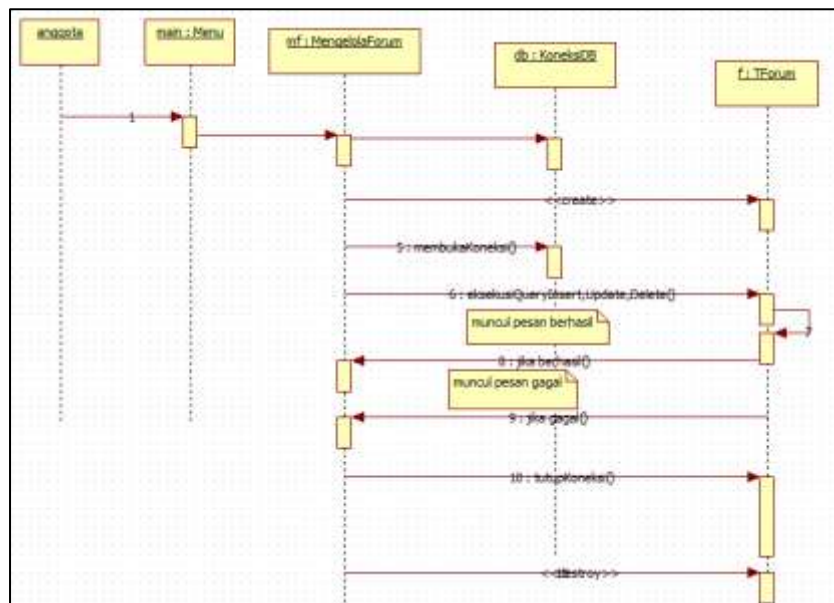 anggota
main : Menu
mf : MengelolaForum
db : KoneksiDB
f : TForum
1
<<create>>
5 : membukaKoneksi()
6 : eksekusiQueryInsert,Update,Delete()
muncul pesan berhasil
7
8 : jika berhasil()
muncul pesan gagal
9 : jika gagal()
10 : tutupKoneksi()
<<destroy>>